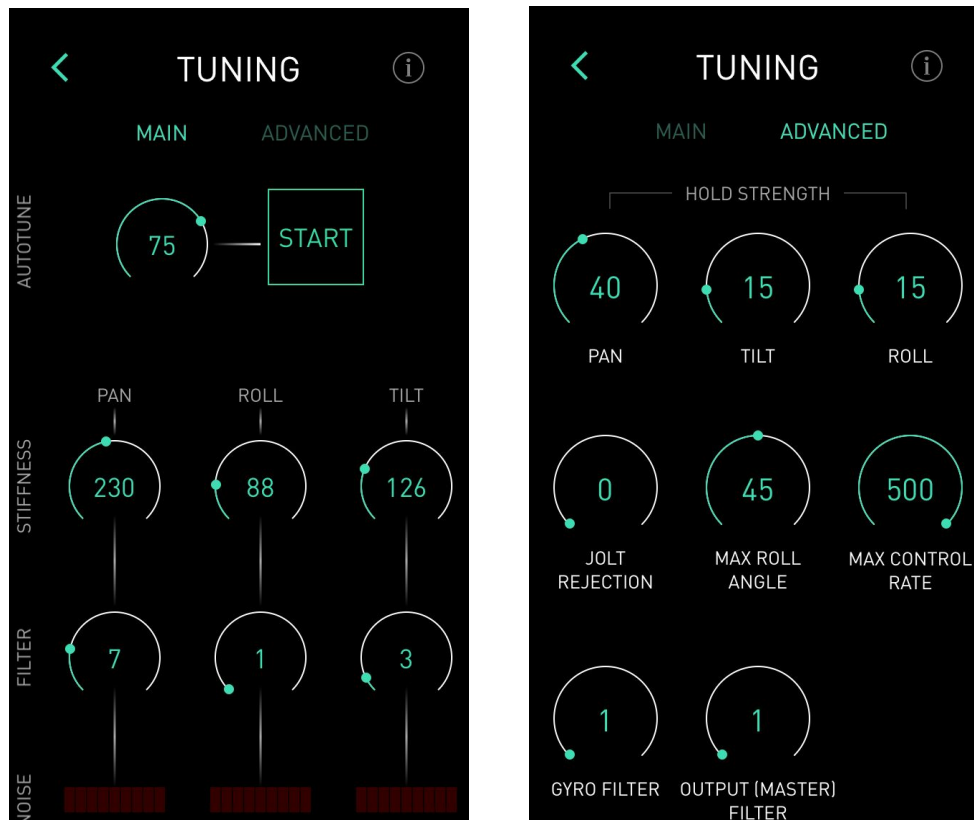 TUNING
i
MAIN ADVANCED
AUTOTUNE
75
START
PAN ROLL TILT
STIFFNESS
230 88 126
FILTER
7 1 3
NOISE
TUNING
i
MAIN ADVANCED
HOLD STRENGTH
40 15 15
PAN TILT ROLL
0 45 500
JOLT
REJECTION
MAX ROLL
ANGLE
MAX CONTROL
RATE
1 1
GYRO FILTER
OUTPUT (MASTER)
FILTER